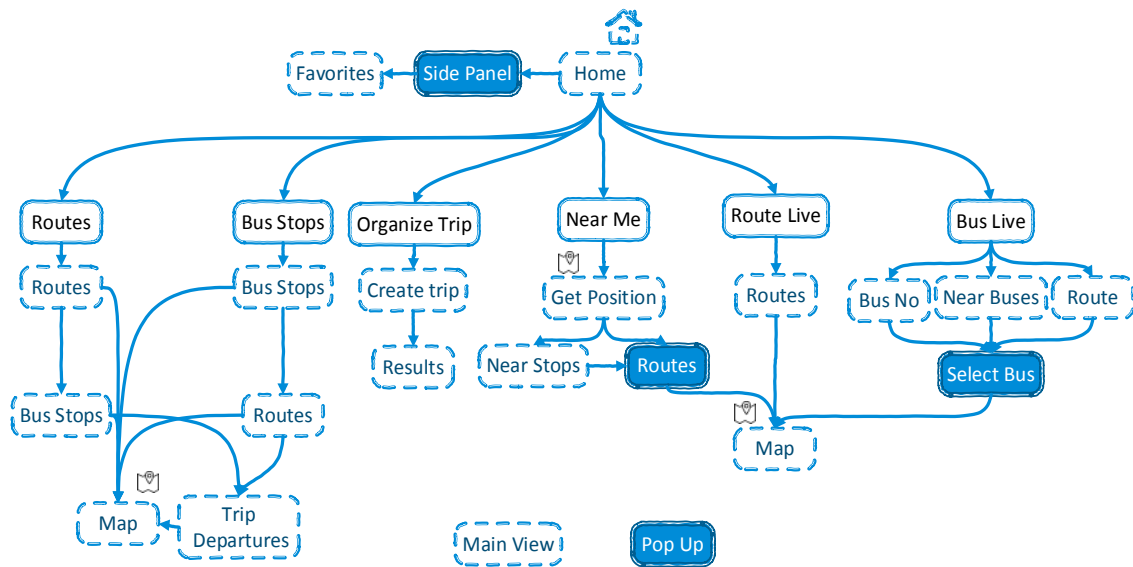 Favorites
Side Panel
Home
Routes
Bus Stops
Organize Trip
Near Me
Route Live
Bus Live
Routes
Bus Stops
Create trip
Get Position
Routes
Bus No
Near Buses
Route
Results
Near Stops
Routes
Select Bus
Bus Stops
Routes
Map
Map
Trip
Departures
Main View
Pop Up